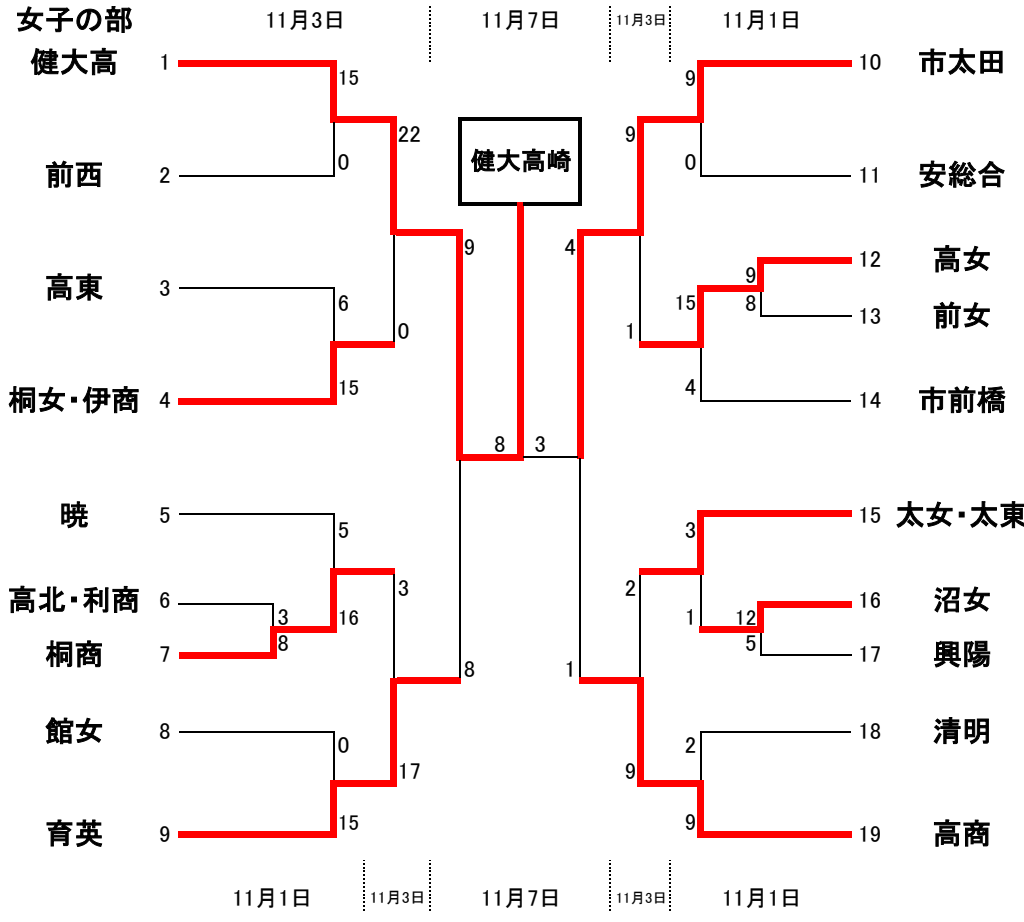 女子の部 11月3日 11月7日 11月3日 11月1日
健大高 1 10 市太田
15 9
22 9
健大高崎
0 0
前西 2 11 安総合
9 4
高女 12
9
高東 3
6 15 8
13 前女
0 1
15 4
桐女・伊商 4 14 市前橋
8 3
暁 5 15 太女・太東
5 3
3 2
高北・利商 6 16 沼女
3 16 1 12
8 5
桐商 7 17 興陽
8 1
館女 8 18 清明
0 2
17 9
15 9
育英 9 19 高商
11月1日 11月3日 11月7日 11月3日 11月1日